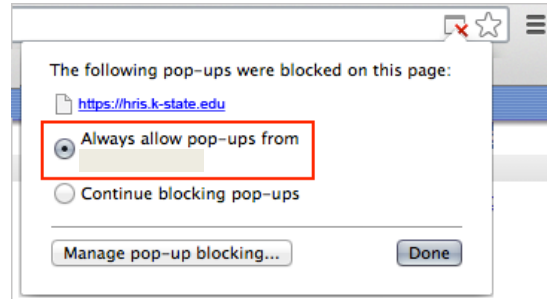 The following pop-ups were blocked on this page:
https://hris.k-state.edu
Always allow pop-ups from
Continue blocking pop-ups
Manage pop-up blocking...
Done